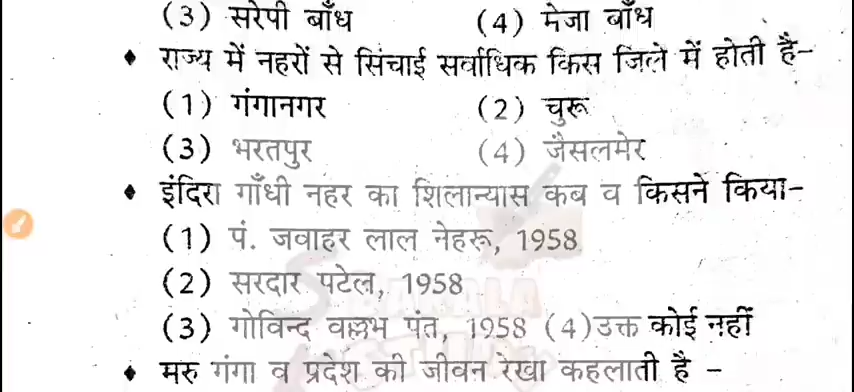 (3) सरेपी बाँध (4) मेजा बाँध
♦ राज्य में नहरों से सिंचाई सर्वाधिक किस जिले में होती है-
(1) गंगानगर (2) चुरू
(3) भरतपुर (4) जैसलमेर
♦ इंदिरा गाँधी नहर का शिलान्यास कब व किसने किया-
(1) पं. जवाहर लाल नेहरू, 1958
(2) सरदार पटेल, 1958
(3) गोविन्द वल्लभ पंत, 1958 (4)उक्त कोई नहीं
♦ मरु गंगा व प्रदेश की जीवन रेखा कहलाती है -